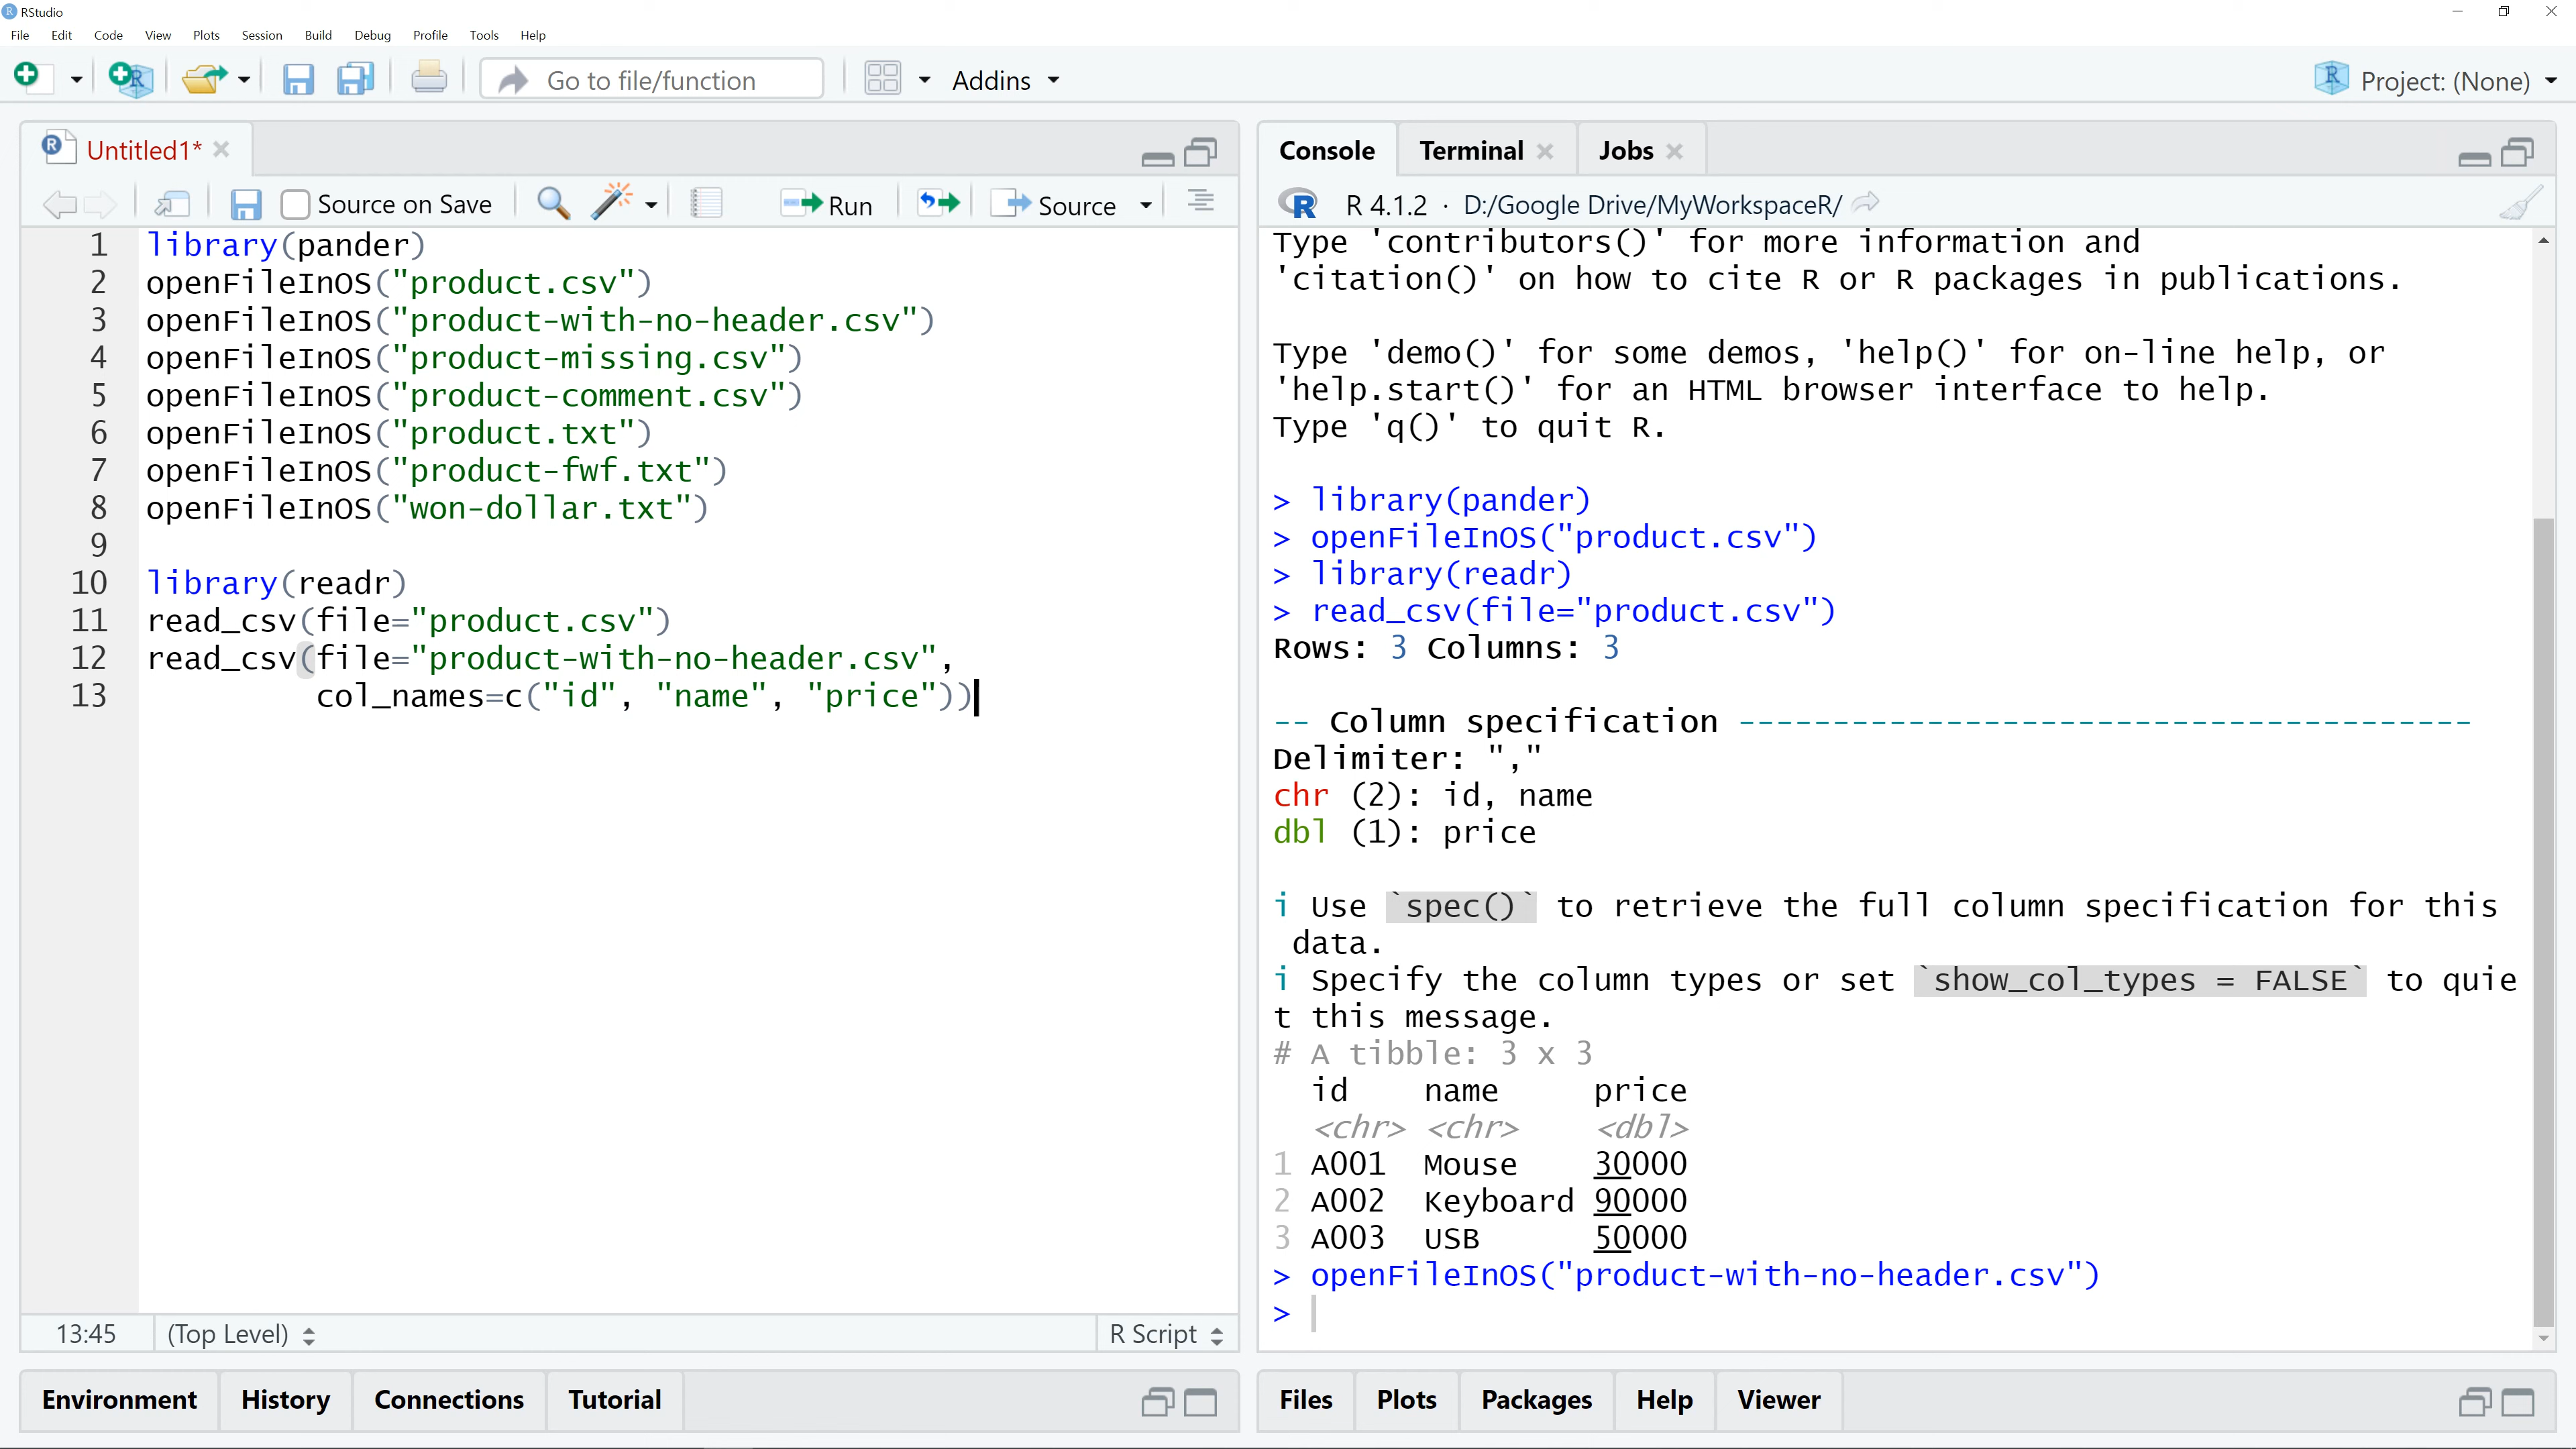 RStudio
File Edit Code View Plots Session Build Debug Profile Tools Help
Go to file/function Addins Project: (None)
Untitled1*
Source on Save Run Source
1 library(pander)
2 openFileInOS("product.csv")
3 openFileInOS("product-with-no-header.csv")
4 openFileInOS("product-missing.csv")
5 openFileInOS("product-comment.csv")
6 openFileInOS("product.txt")
7 openFileInOS("product-fwf.txt")
8 openFileInOS("won-dollar.txt")
9
10 library(readr)
11 read_csv(file="product.csv")
12 read_csv(file="product-with-no-header.csv",
13 col_names=c("id", "name", "price"))
13:45 (Top Level) R Script
Environment History Connections Tutorial
Console Terminal Jobs
R 4.1.2 · D:/Google Drive/MyWorkspaceR/
Type 'contributors()' for more information and
'citation()' on how to cite R or R packages in publications.
Type 'demo()' for some demos, 'help()' for on-line help, or
'help.start()' for an HTML browser interface to help.
Type 'q()' to quit R.
> library(pander)
> openFileInOS("product.csv")
> library(readr)
> read_csv(file="product.csv")
Rows: 3 Columns: 3
-- Column specification ---------------------------------------
Delimiter: ","
chr (2): id, name
dbl (1): price
i Use `spec()` to retrieve the full column specification for this
data.
i Specify the column types or set `show_col_types = FALSE` to quie
t this message.
# A tibble: 3 x 3
id name price
<chr> <chr> <dbl>
1 A001 Mouse 30000
2 A002 Keyboard 90000
3 A003 USB 50000
> openFileInOS("product-with-no-header.csv")
>
Files Plots Packages Help Viewer